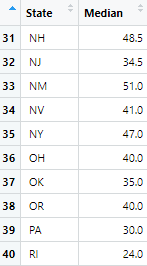 State Median
31 NH 48.5
32 NJ 34.5
33 NM 51.0
34 NV 41.0
35 NY 47.0
36 OH 40.0
37 OK 35.0
38 OR 40.0
39 PA 30.0
40 RI 24.0